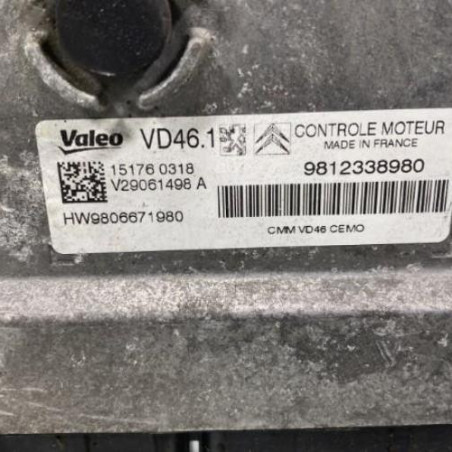 Valeo VD46.1 CONTROLE MOTEUR
MADE IN FRANCE
15176 0318
V29061498 A
9812338980
HW9806671980
CMM VD46 CEMO